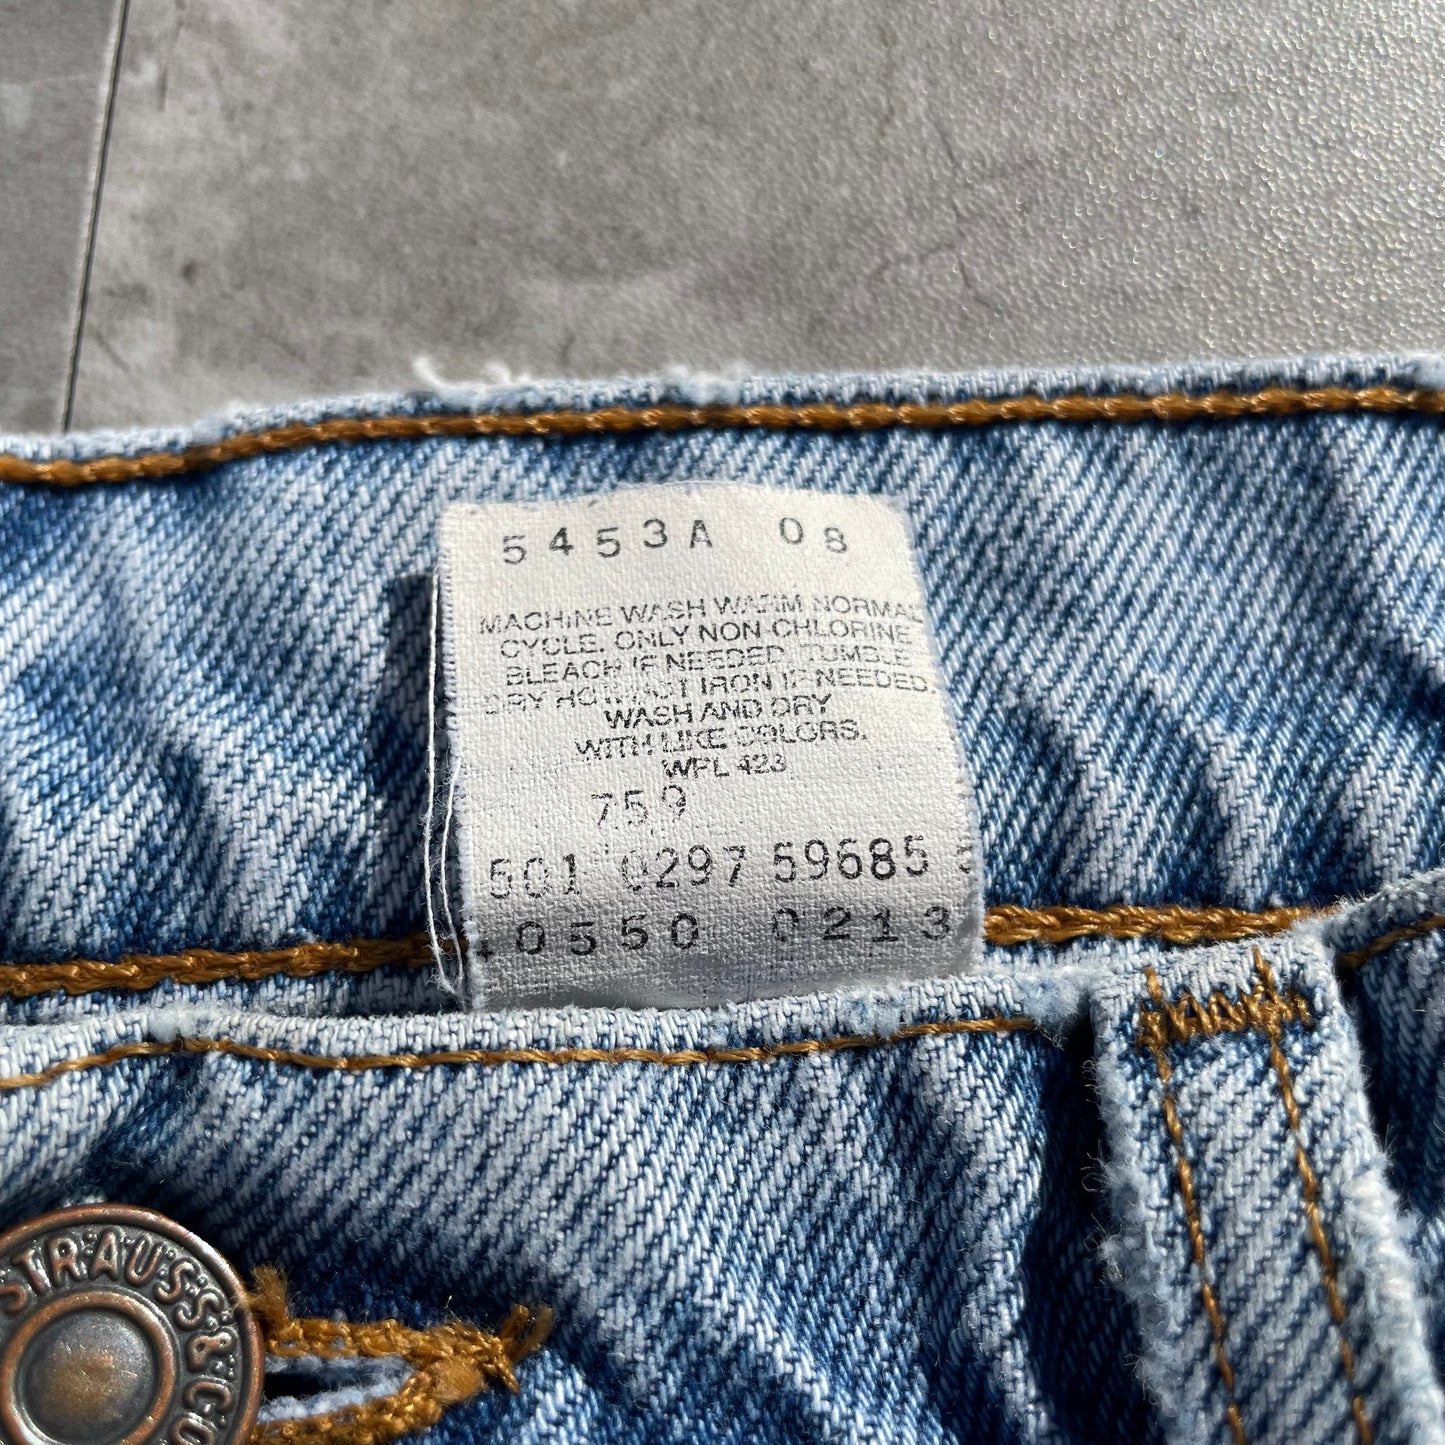 5453A 08
MACHINE WASH WARM NORMAL
CYCLE. ONLY NON-CHLORINE
BLEACH IF NEEDED. TUMBLE
DRY HOT. HOT IRON IF NEEDED.
WASH AND DRY
WITH LIKE COLORS.
WPL 423
759
501 0297 59685
0550 0213
STRAUSS & CO